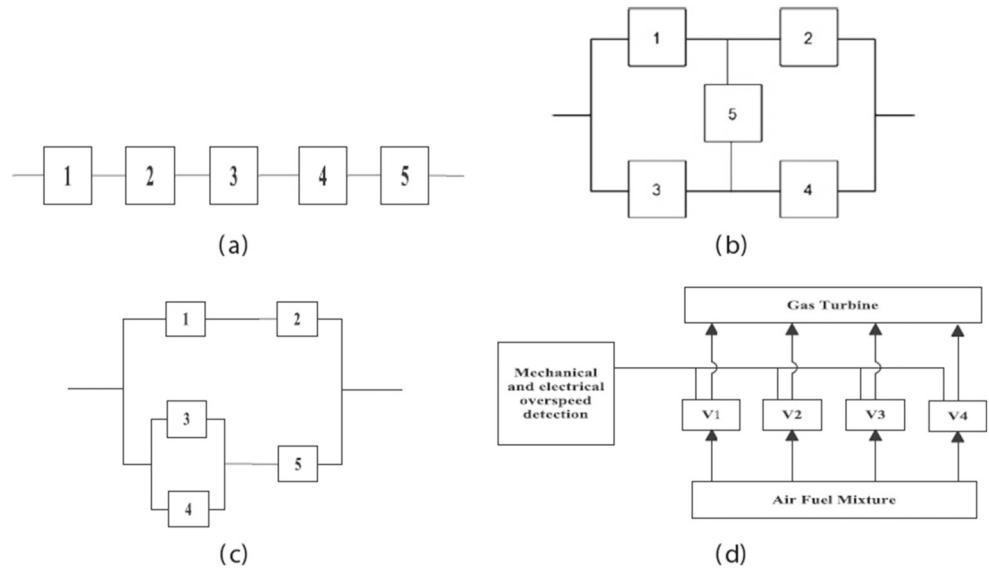 1 2 3 4 5
(a)
1 2
5
3 4
(b)
1 2
3
5
4
(c)
Gas Turbine
Mechanical
and electrical
overspeed
detection
V1 V2 V3 V4
Air Fuel Mixture
(d)